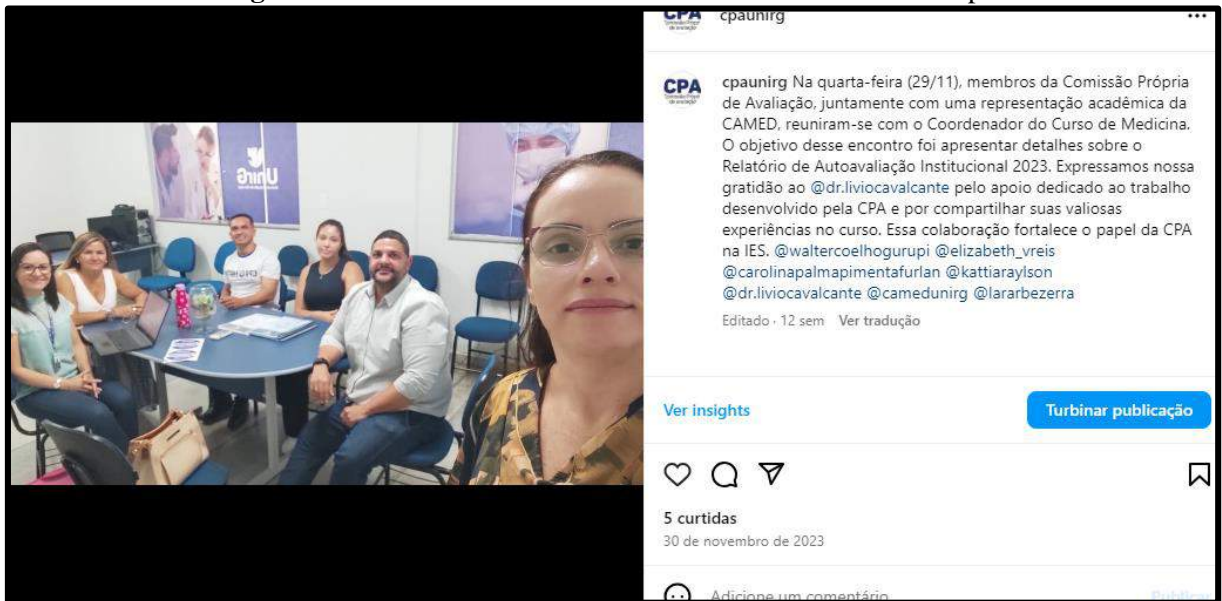 CPA cpaunirg
CPA
cpaunirg Na quarta-feira (29/11), membros da Comissão Própria
de Avaliação, juntamente com uma representação acadêmica da
CAMED, reuniram-se com o Coordenador do Curso de Medicina.
O objetivo desse encontro foi apresentar detalhes sobre o
Relatório de Autoavaliação Institucional 2023. Expressamos nossa
gratidão ao @dr.liviocavalcante pelo apoio dedicado ao trabalho
desenvolvido pela CPA e por compartilhar suas valiosas
experiências no curso. Essa colaboração fortalece o papel da CPA
na IES. @waltercoelhogurupi @elizabeth_vreis
@carolinapalmapimentafurlan @kattiaraylson
@dr.liviocavalcante @camedunirg @lararbezerra
Editado · 12 sem Ver tradução
Ver insights
Turbinar publicação
5 curtidas
30 de novembro de 2023
Adicione um comentário
Publicar
UnirG